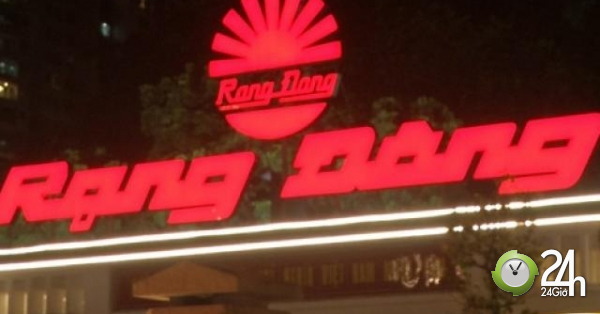 Rạng Đông
Rạng Đông
24h
24Giờ